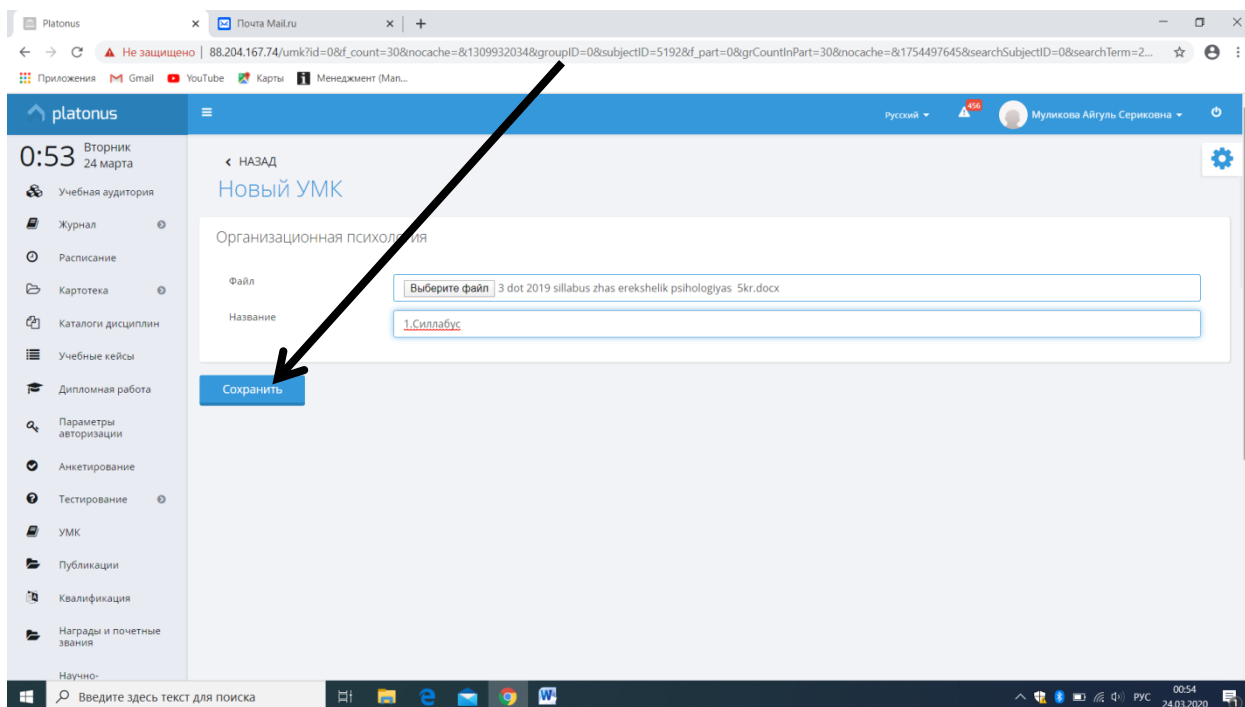 Platonus
Почта Mail.ru
Не защищено | 88.204.167.74/umk?id=0&f_count=30&nocache=&1309932034&groupID=0&subjectID=5192&f_part=0&grCountInPart=30&nocache=&1754497645&searchSubjectID=0&searchTerm=2...
Приложения Gmail YouTube Карты Менеджмент (Man...
platonus
Русский
456
Муликова Айгуль Сериковна
0:53 Вторник
24 марта
НАЗАД
Новый УМК
Учебная аудитория
Журнал
Расписание
Картотека
Каталоги дисциплин
Учебные кейсы
Дипломная работа
Параметры
авторизации
Анкетирование
Тестирование
УМК
Публикации
Квалификация
Награды и почетные
звания
Научно-
Организационная психология
Файл
Выберите файл 3 dot 2019 sillabus zhas erekshelik psihologiyas 5kr.docx
Название
1.Силлабус
Сохранить
Введите здесь текст для поиска
РУС
00:54
24.03.2020